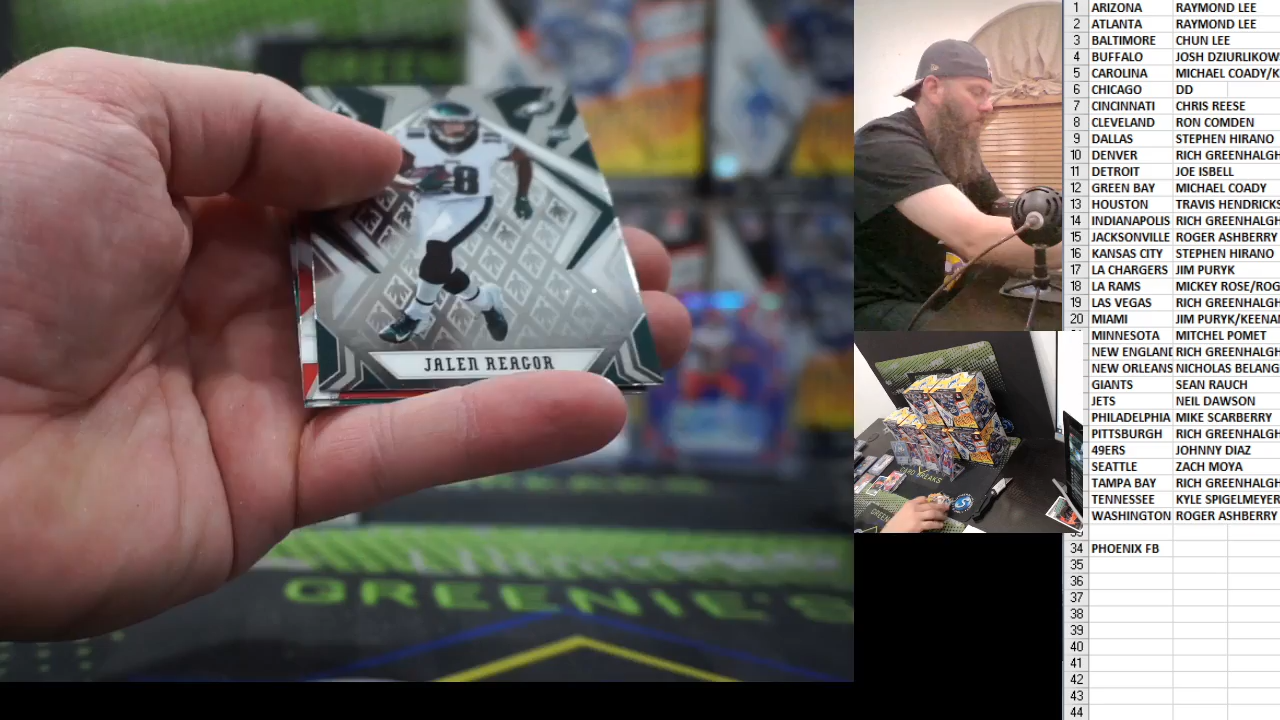 8
JALEN REAGOR
GREENIE'S
CARD BREAKS
1 ARIZONA RAYMOND LEE
2 ATLANTA RAYMOND LEE
3 BALTIMORE CHUN LEE
4 BUFFALO JOSH DZIURLIKOW
5 CAROLINA MICHAEL COADY/K
6 CHICAGO DD
7 CINCINNATI CHRIS REESE
8 CLEVELAND RON COMDEN
9 DALLAS STEPHEN HIRANO
10 DENVER RICH GREENHALGH
11 DETROIT JOE ISBELL
12 GREEN BAY MICHAEL COADY
13 HOUSTON TRAVIS HENDRICKS
14 INDIANAPOLIS RICH GREENHALGH
15 JACKSONVILLE ROGER ASHBERRY
16 KANSAS CITY STEPHEN HIRANO
17 LA CHARGERS JIM PURYK
18 LA RAMS MICKEY ROSE/ROG
19 LAS VEGAS RICH GREENHALGH
20 MIAMI JIM PURYK/KEENAN
MINNESOTA MITCHEL POMET
NEW ENGLAND RICH GREENHALGH
NEW ORLEANS NICHOLAS BELANG
GIANTS SEAN RAUCH
JETS NEIL DAWSON
PHILADELPHIA MIKE SCARBERRY
PITTSBURGH RICH GREENHALGH
49ERS JOHNNY DIAZ
SEATTLE ZACH MOYA
TAMPA BAY RICH GREENHALGH
TENNESSEE KYLE SPIGELMEYER
WASHINGTON ROGER ASHBERRY
34 PHOENIX FB
35
36
37
38
39
40
41
42
43
44